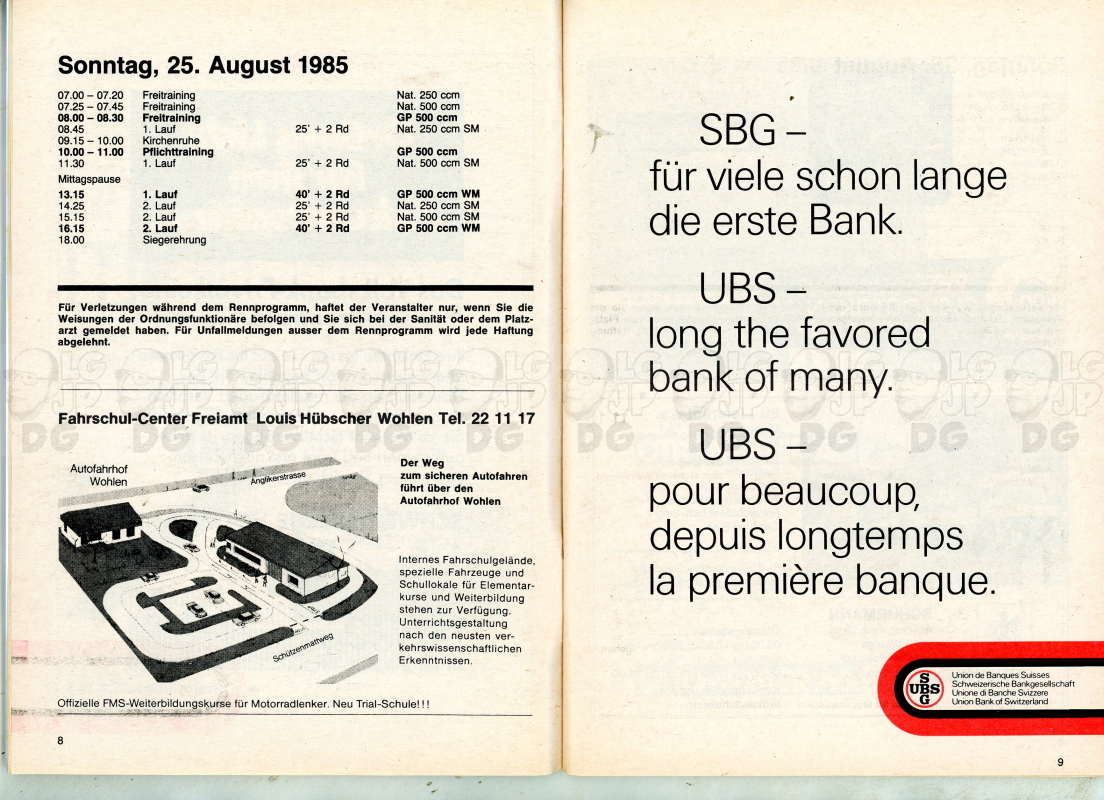 Sonntag, 25. August 1985
07.00 – 07.20 Freitraining Nat. 250 ccm
07.25 – 07.45 Freitraining Nat. 500 ccm
08.00 – 08.30 Freitraining GP 500 ccm
08.45 1. Lauf 25' + 2 Rd Nat. 250 ccm SM
09.15 – 10.00 Kirchenruhe
10.00 – 11.00 Pflichttraining GP 500 ccm
11.30 1. Lauf 25' + 2 Rd Nat. 500 ccm SM
Mittagspause
13.15 1. Lauf 40' + 2 Rd GP 500 ccm WM
14.25 2. Lauf 25' + 2 Rd Nat. 250 ccm SM
15.15 2. Lauf 25' + 2 Rd Nat. 500 ccm SM
16.15 2. Lauf 40' + 2 Rd GP 500 ccm WM
18.00 Siegerehrung
Für Verletzungen während dem Rennprogramm, haftet der Veranstalter nur, wenn Sie die
Weisungen der Ordnungsfunktionäre befolgen und Sie sich bei der Sanität oder dem Platz-
arzt gemeldet haben. Für Unfallmeldungen ausser dem Rennprogramm wird jede Haftung
abgelehnt.
Fahrschul-Center Freiamt Louis Hübscher Wohlen Tel. 22 11 17
Autofahrhof
Wohlen
Anglikerstrasse
Schützenmattweg
Der Weg
zum sicheren Autofahren
führt über den
Autofahrhof Wohlen
Internes Fahrschulgelände,
spezielle Fahrzeuge und
Schullokale für Elementar-
kurse und Weiterbildung
stehen zur Verfügung.
Unterrichtsgestaltung
nach den neusten ver-
kehrswissenschaftlichen
Erkenntnissen.
Offizielle FMS-Weiterbildungskurse für Motorradlenker. Neu Trial-Schule!!!
8
SBG –
für viele schon lange
die erste Bank.
UBS –
long the favored
bank of many.
UBS –
pour beaucoup,
depuis longtemps
la première banque.
S
UBS
G
Union de Banques Suisses
Schweizerische Bankgesellschaft
Unione di Banche Svizzere
Union Bank of Switzerland
9
LG
JP
DG